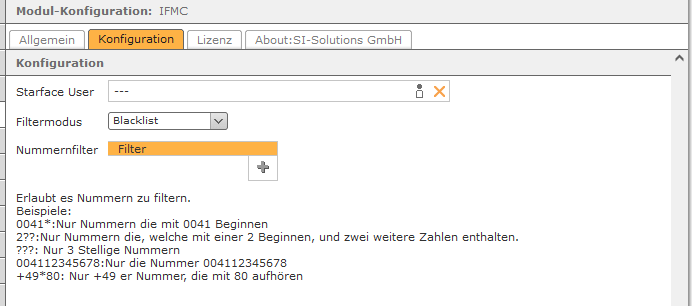 Modul-Konfiguration: IFMC
Allgemein Konfiguration Lizenz About:SI-Solutions GmbH
Konfiguration
Starface User ---
Filtermodus Blacklist
Nummernfilter Filter
Erlaubt es Nummern zu filtern.
Beispiele:
0041*:Nur Nummern die mit 0041 Beginnen
2??:Nur Nummern die, welche mit einer 2 Beginnen, und zwei weitere Zahlen enthalten.
???: Nur 3 Stellige Nummern
004112345678:Nur die Nummer 004112345678
+49*80: Nur +49 er Nummer, die mit 80 aufhören